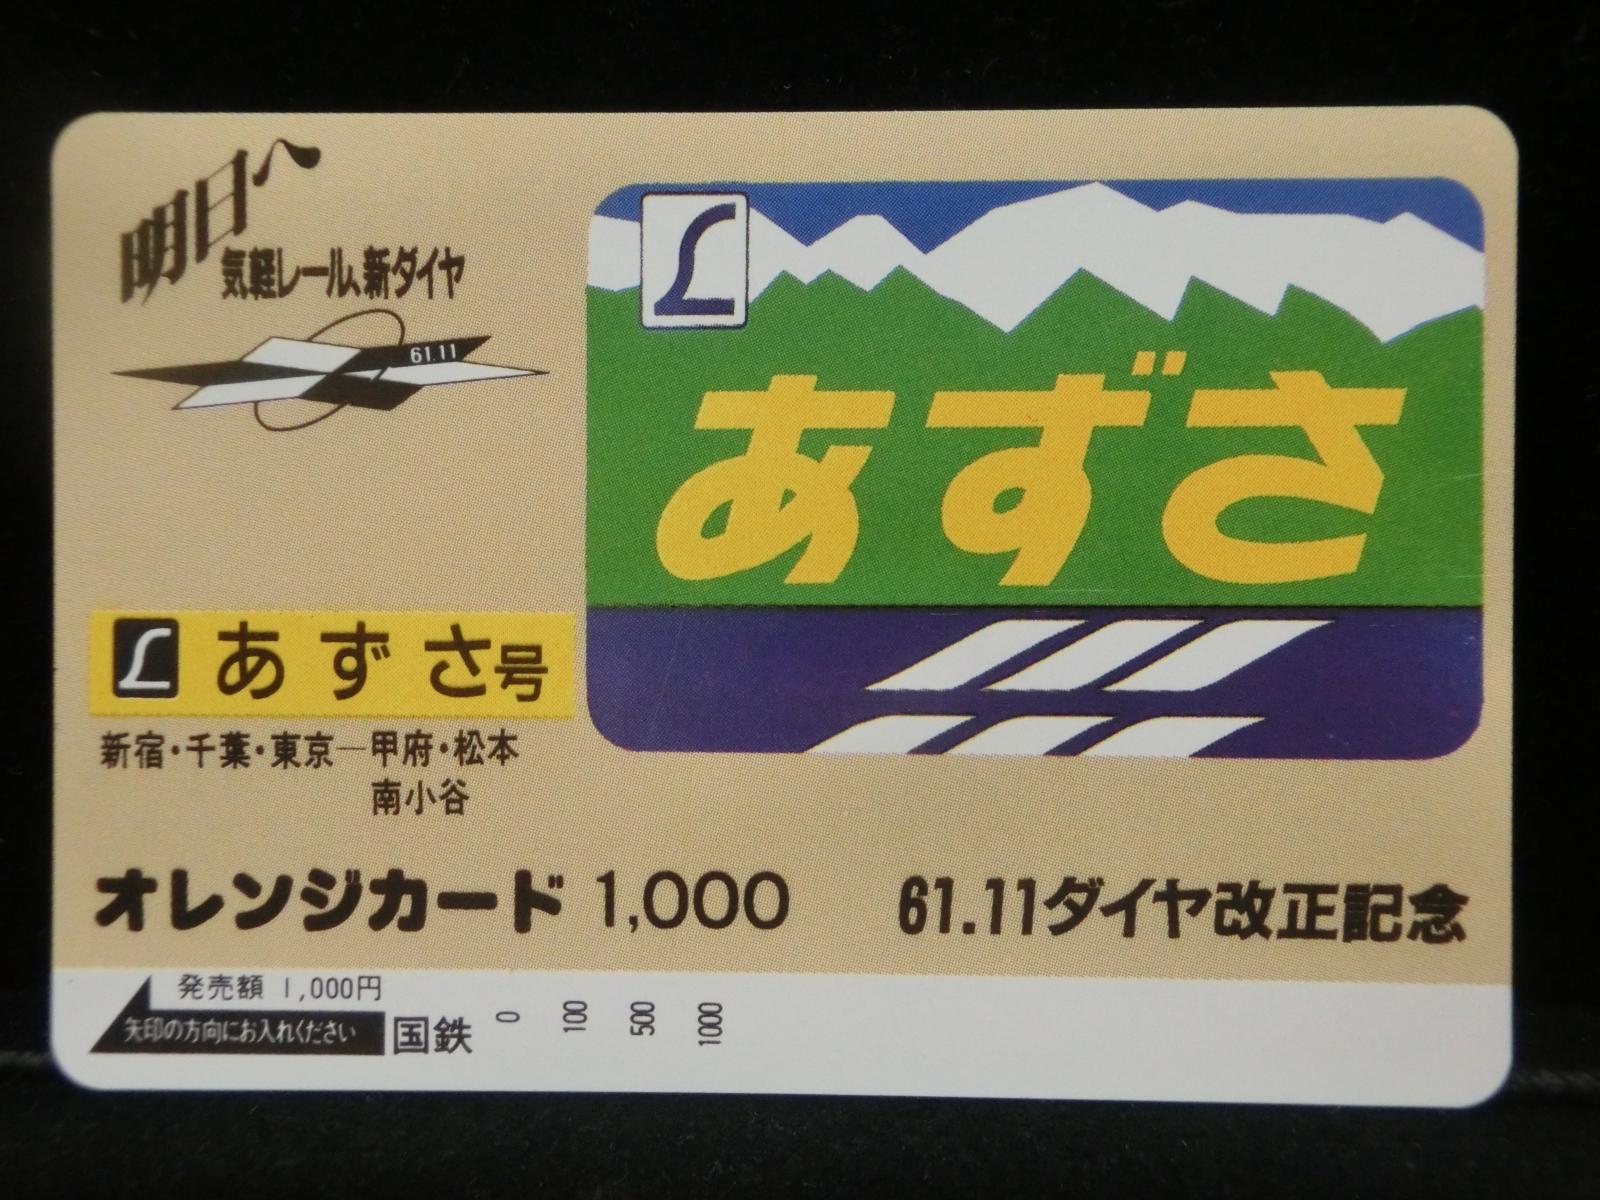 明日へ
気軽レール、新ダイヤ
61.11
L
あずさ
L あずさ号
新宿・千葉・東京―甲府・松本
南小谷
オレンジカード 1,000
61.11ダイヤ改正記念
発売額 1,000円
矢印の方向にお入れください
国鉄
0 100 500 1000